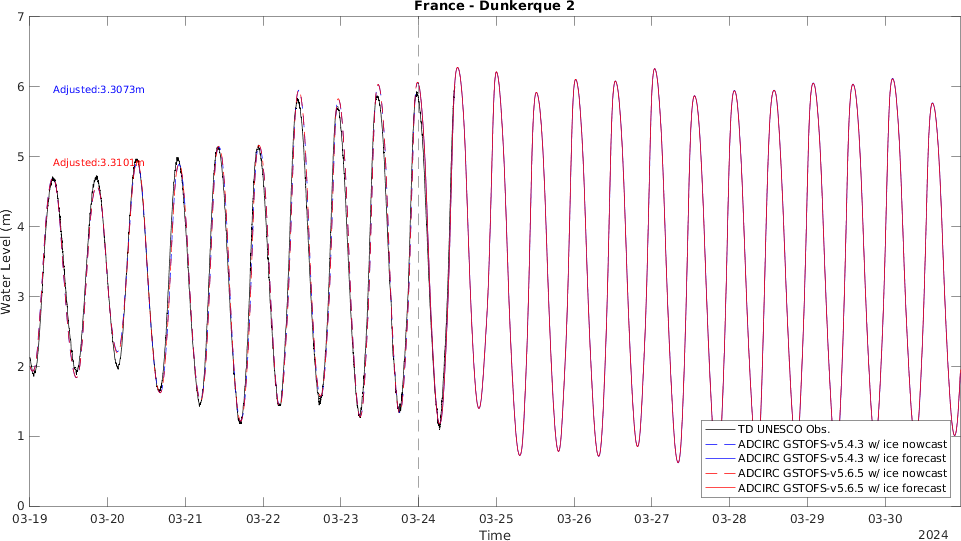 France - Dunkerque 2
7
6
5
4
3
2
1
0
Water Level (m)
Adjusted:3.3073m
Adjusted:3.3101m
TD UNESCO Obs.
ADCIRC GSTOFS-v5.4.3 w/ ice nowcast
ADCIRC GSTOFS-v5.4.3 w/ ice forecast
ADCIRC GSTOFS-v5.6.5 w/ ice nowcast
ADCIRC GSTOFS-v5.6.5 w/ ice forecast
03-19 03-20 03-21 03-22 03-23 03-24 03-25 03-26 03-27 03-28 03-29 03-30
Time
2024